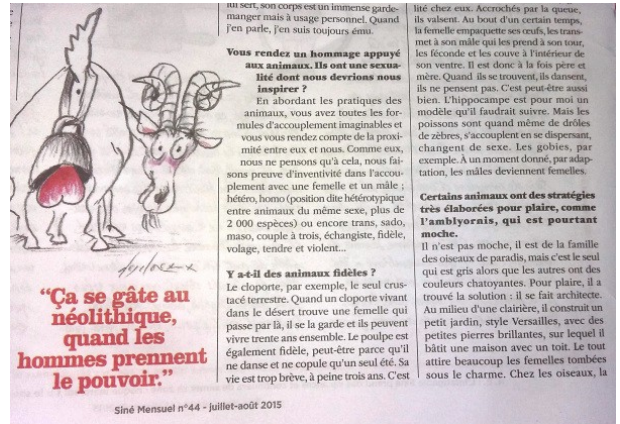 lui sert, son corps est un immense garde-
manger mais à usage personnel. Quand
j'en parle, j'en suis toujours ému.
Vous rendez un hommage appuyé
aux animaux. Ils ont une sexua-
lité dont nous devrions nous
inspirer ?
En abordant les pratiques des
animaux, vous avez toutes les for-
mules d'accouplement imaginables et
vous vous rendez compte de la proxi-
mité entre eux et nous. Comme eux,
nous ne pensons qu'à cela, nous fai-
sons preuve d'inventivité dans l'accou-
plement avec une femelle et un mâle ;
hétéro, homo (position dite hétérotypique
entre animaux du même sexe, plus de
2 000 espèces) ou encore trans, sado,
maso, couple à trois, échangiste, fidèle,
volage, tendre et violent...
Y a-t-il des animaux fidèles ?
Le cloporte, par exemple, le seul crus-
tacé terrestre. Quand un cloporte vivant
dans le désert trouve une femelle qui
passe par là, il se la garde et ils peuvent
vivre trente ans ensemble. Le poulpe est
également fidèle, peut-être parce qu'il
ne danse et ne copule qu'un seul été. Sa
vie est trop brève, à peine trois ans. C'est
lité chez eux. Accrochés par la queue,
ils valsent. Au bout d'un certain temps,
la femelle empaquette ses œufs, les trans-
met à son mâle qui les prend à son tour,
les féconde et les couve à l'intérieur de
son ventre. Il est donc à la fois père et
mère. Quand ils se trouvent, ils dansent,
ils ne pensent pas. C'est peut-être aussi
bien. L'hippocampe est pour moi un
modèle qu'il faudrait suivre. Mais les
poissons sont quand même de drôles
de zèbres, s'accouplent en se dispersant,
changent de sexe. Les gobies, par
exemple. À un moment donné, par adap-
tation, les mâles deviennent femelles.
Certains animaux ont des stratégies
très élaborées pour plaire, comme
l'amblyornis, qui est pourtant
moche.
Il n'est pas moche, il est de la famille
des oiseaux de paradis, mais c'est le seul
qui est gris alors que les autres ont des
couleurs chatoyantes. Pour plaire, il a
trouvé la solution : il se fait architecte.
Au milieu d'une clairière, il construit un
petit jardin, style Versailles, avec des
petites pierres brillantes, sur lequel il
bâtit une maison avec un toit. Le tout
attire beaucoup les femelles tombées
sous le charme. Chez les oiseaux, la
“Ça se gâte au
néolithique,
quand les
hommes prennent
le pouvoir.”
Siné Mensuel n°44 - juillet-août 2015